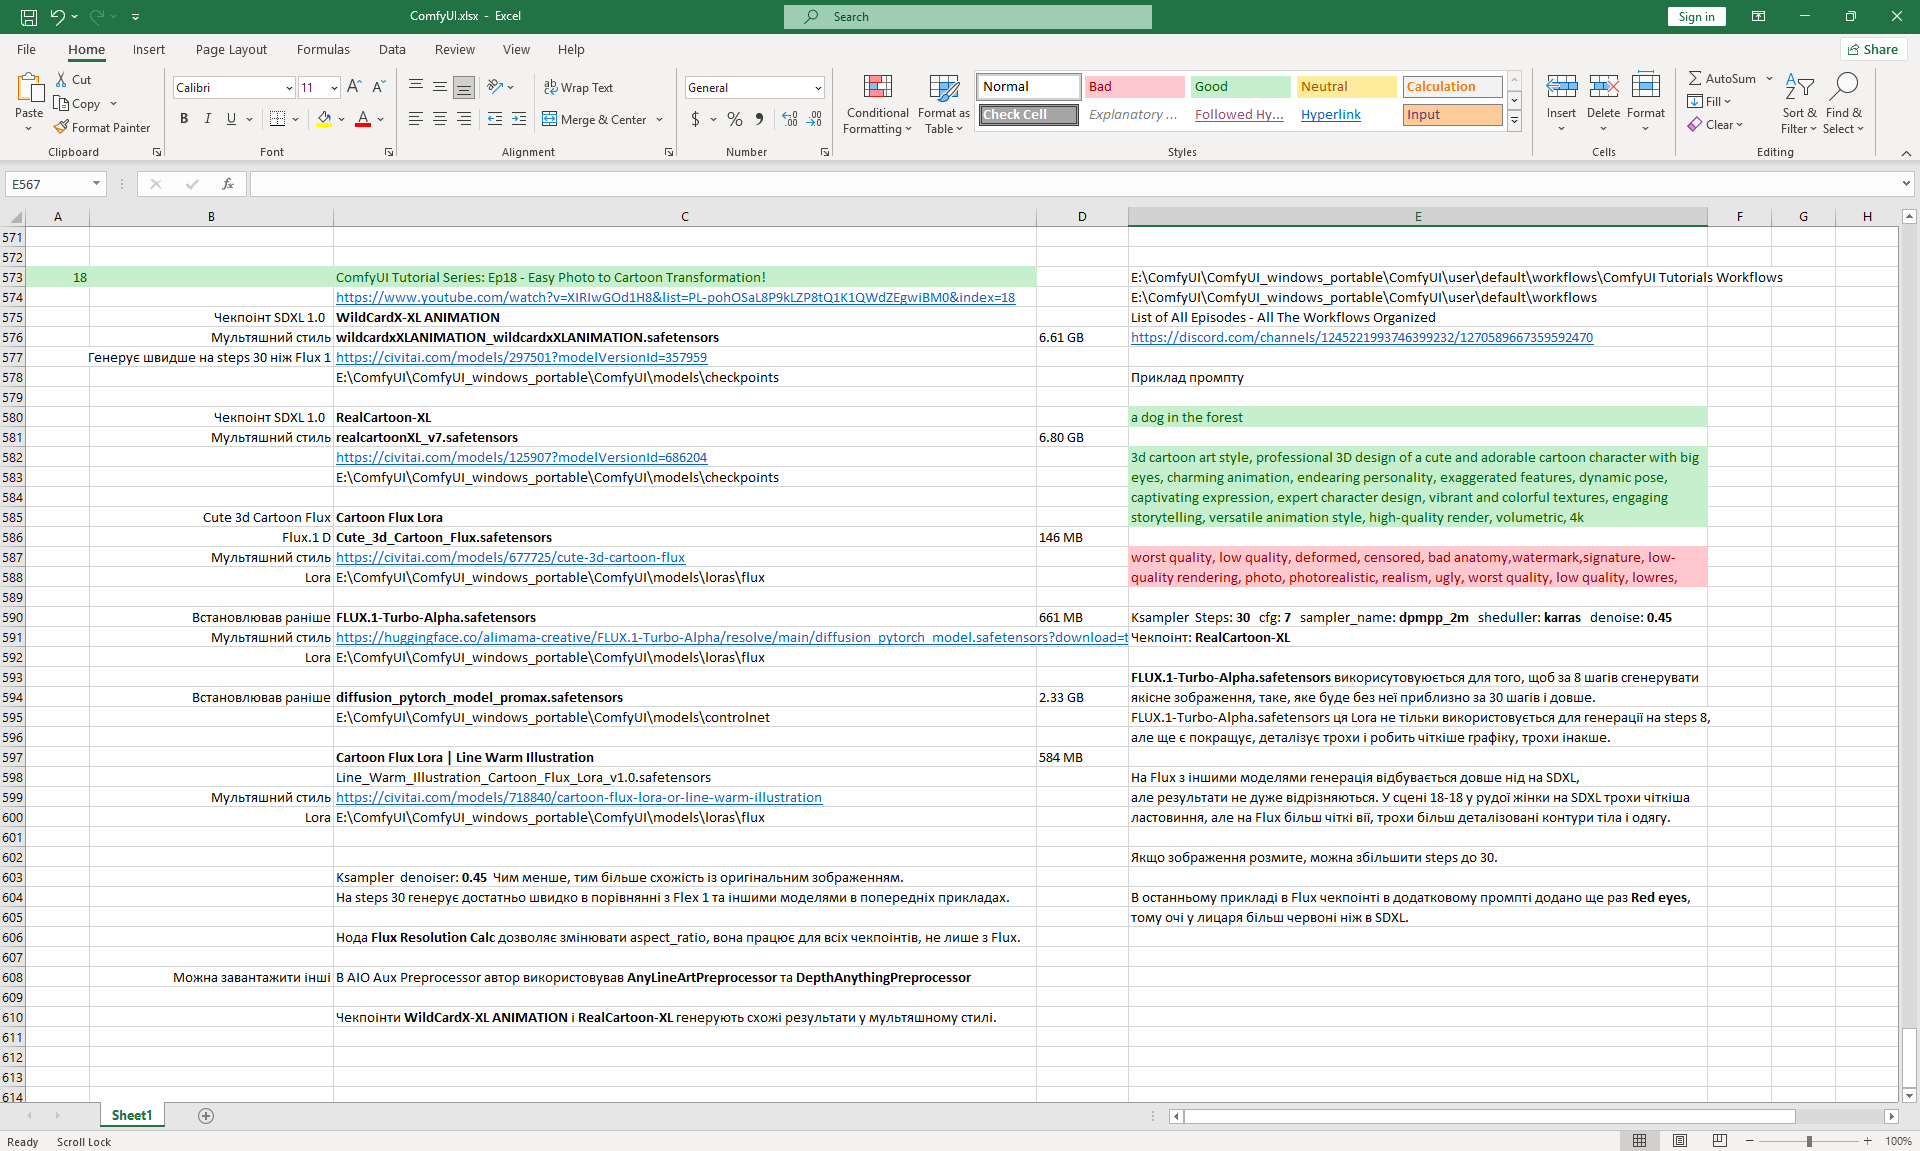 ComfyUI.xlsx - Excel
Search
Sign in
File Home Insert Page Layout Formulas Data Review View Help
Share
Paste
Cut
Copy
Format Painter
Clipboard
Calibri 11
B I U
Font
Wrap Text
Merge & Center
Alignment
General
$ % ,
Number
Conditional Formatting
Format as Table
Normal Bad Good Neutral Calculation
Check Cell Explanatory ... Followed Hy... Hyperlink Input
Styles
Insert Delete Format
Cells
AutoSum
Fill
Clear
Sort & Filter
Find & Select
Editing
E567
fx
A B C D E F G H
571
572
573 18 ComfyUI Tutorial Series: Ep18 - Easy Photo to Cartoon Transformation! E:\ComfyUI\ComfyUI_windows_portable\ComfyUI\user\default\workflows\ComfyUI Tutorials Workflows
574 https://www.youtube.com/watch?v=XIRIwGOd1H8&list=PL-pohOSaL8P9kLZP8tQ1K1QWdZEgwiBM0&index=18 E:\ComfyUI\ComfyUI_windows_portable\ComfyUI\user\default\workflows
575 Чекпоінт SDXL 1.0 WildCardX-XL ANIMATION List of All Episodes - All The Workflows Organized
576 Мультяшний стиль wildcardxXLANIMATION_wildcardxXLANIMATION.safetensors 6.61 GB https://discord.com/channels/1245221993746399232/1270589667359592470
577 Генерує швидше на steps 30 ніж Flux 1 https://civitai.com/models/297501?modelVersionId=357959
578 E:\ComfyUI\ComfyUI_windows_portable\ComfyUI\models\checkpoints Приклад промпту
579
580 Чекпоінт SDXL 1.0 RealCartoon-XL a dog in the forest
581 Мультяшний стиль realcartoonXL_v7.safetensors 6.80 GB
582 https://civitai.com/models/125907?modelVersionId=686204 3d cartoon art style, professional 3D design of a cute and adorable cartoon character with big
583 E:\ComfyUI\ComfyUI_windows_portable\ComfyUI\models\checkpoints eyes, charming animation, endearing personality, exaggerated features, dynamic pose,
584 captivating expression, expert character design, vibrant and colorful textures, engaging
585 Cute 3d Cartoon Flux Cartoon Flux Lora storytelling, versatile animation style, high-quality render, volumetric, 4k
586 Flux.1 D Cute_3d_Cartoon_Flux.safetensors 146 MB
587 Мультяшний стиль https://civitai.com/models/677725/cute-3d-cartoon-flux worst quality, low quality, deformed, censored, bad anatomy,watermark,signature, low-
588 Lora E:\ComfyUI\ComfyUI_windows_portable\ComfyUI\models\loras\flux quality rendering, photo, photorealistic, realism, ugly, worst quality, low quality, lowres,
589
590 Встановлював раніше FLUX.1-Turbo-Alpha.safetensors 661 MB Ksampler Steps: 30 cfg: 7 sampler_name: dpmpp_2m sheduller: karras denoise: 0.45
591 Мультяшний стиль https://huggingface.co/alimama-creative/FLUX.1-Turbo-Alpha/resolve/main/diffusion_pytorch_model.safetensors?download=t Чекпоінт: RealCartoon-XL
592 Lora E:\ComfyUI\ComfyUI_windows_portable\ComfyUI\models\loras\flux
593 FLUX.1-Turbo-Alpha.safetensors використовуюється для того, щоб за 8 шагів сгенерувати
594 Встановлював раніше diffusion_pytorch_model_promax.safetensors 2.33 GB якісне зображення, таке, яке буде без неї приблизно за 30 шагів і довше.
595 E:\ComfyUI\ComfyUI_windows_portable\ComfyUI\models\controlnet FLUX.1-Turbo-Alpha.safetensors ця Lora не тільки використовується для генерації на steps 8,
596 але ще є покращує, деталізує трохи і робить чіткіше графіку, трохи інакше.
597 Cartoon Flux Lora | Line Warm Illustration 584 MB
598 Line_Warm_Illustration_Cartoon_Flux_Lora_v1.0.safetensors На Flux з іншими моделями генерація відбувається довше нід на SDXL,
599 Мультяшний стиль https://civitai.com/models/718840/cartoon-flux-lora-or-line-warm-illustration але результати не дуже відрізняються. У сцені 18-18 у рудої жінки на SDXL трохи чіткіша
600 Lora E:\ComfyUI\ComfyUI_windows_portable\ComfyUI\models\loras\flux ластовиння, але на Flux більш чіткі вії, трохи більш деталізовані контури тіла і одягу.
601
602 Якщо зображення розмите, можна збільшити steps до 30.
603 Ksampler denoiser: 0.45 Чим менше, тим більше схожість із оригінальним зображенням.
604 На steps 30 генерує достатньо швидко в порівнянні з Flex 1 та іншими моделями в попередніх прикладах. В останньому прикладі в Flux чекпоінті в додатковому промпті додано ще раз Red eyes,
605 тому очі у лицаря більш червоні ніж в SDXL.
606 Нода Flux Resolution Calc дозволяє змінювати aspect_ratio, вона працює для всіх чекпоінтів, не лише з Flux.
607
608 Можна завантажити інші В AIO Aux Preprocessor автор використовував AnyLineArtPreprocessor та DepthAnythingPreprocessor
609
610 Чекпоінти WildCardX-XL ANIMATION і RealCartoon-XL генерують схожі результати у мультяшному стилі.
611
612
613
614
Sheet1
Ready Scroll Lock 100%